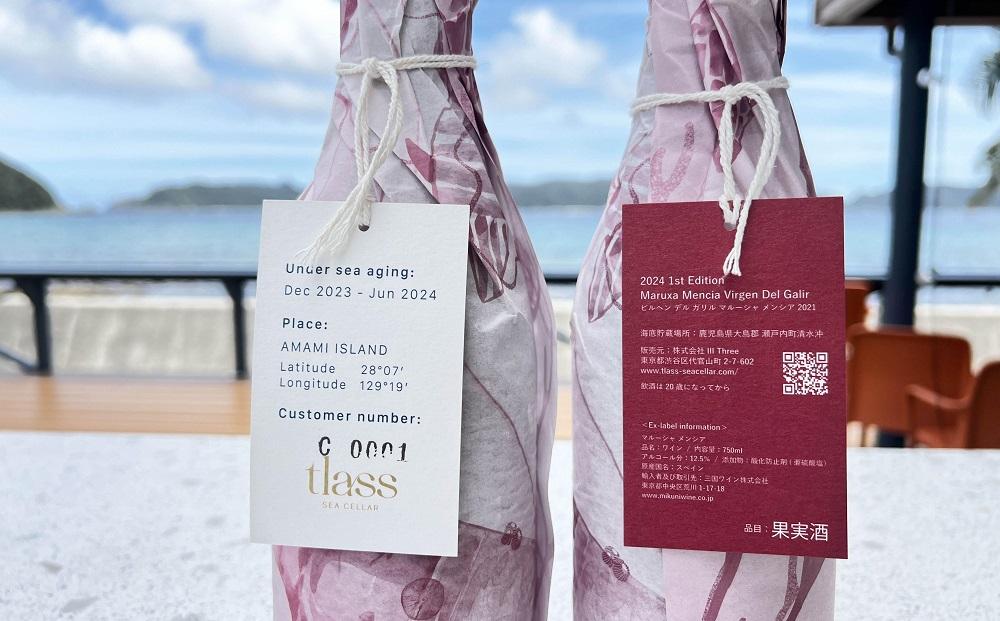 Under sea aging:
Dec 2023 - Jun 2024
Place:
AMAMI ISLAND
Latitude 28°07′
Longitude 129°19′
Customer number:
C 0001
tlass
SEA CELLAR
2024 1st Edition
Maruxa Mencia Virgen Del Galir
ビルヘン デル ガリル マルーシャ メンシア 2021
海底貯蔵場所：鹿児島県大島郡 瀬戸内町清水沖
販売元：株式会社 III Three
東京都渋谷区代官山町 2-7-602
www.tlass-seacellar.com/
飲酒は 20 歳になってから
＜Ex-label information＞
マルーシャ メンシア
品名：ワイン / 内容量：750ml
アルコール分：12.5% / 添加物：酸化防止剤 (亜硫酸塩)
原産国名：スペイン
輸入者及び取引先：三国ワイン株式会社
東京都中央区荒川 1-17-18
www.mikuniwine.co.jp
品目：果実酒